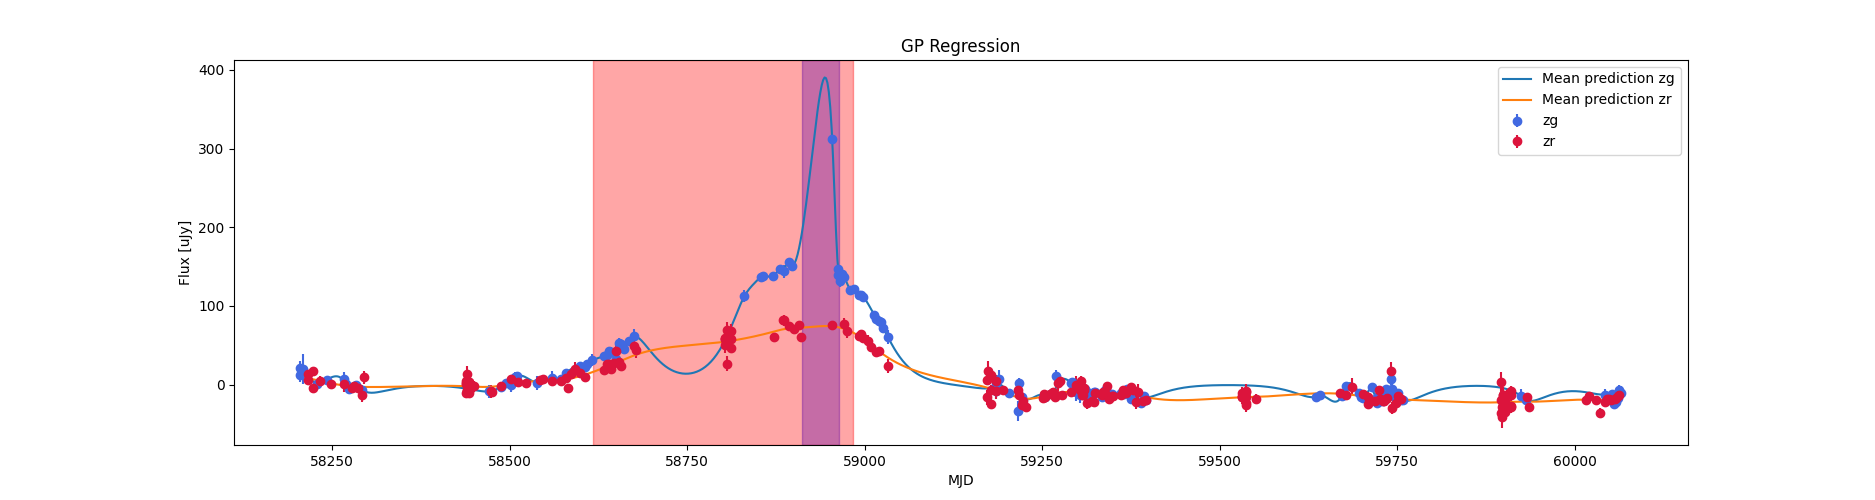 GP Regression
400
300
200
100
0
Flux [uJy]
58250
58500
58750
59000
59250
59500
59750
60000
MJD
Mean prediction zg
Mean prediction zr
zg
zr